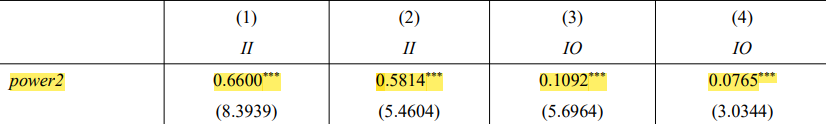 (1) (2) (3) (4)
II II IO IO
power2 0.6600*** 0.5814*** 0.1092*** 0.0765***
(8.3939) (5.4604) (5.6964) (3.0344)